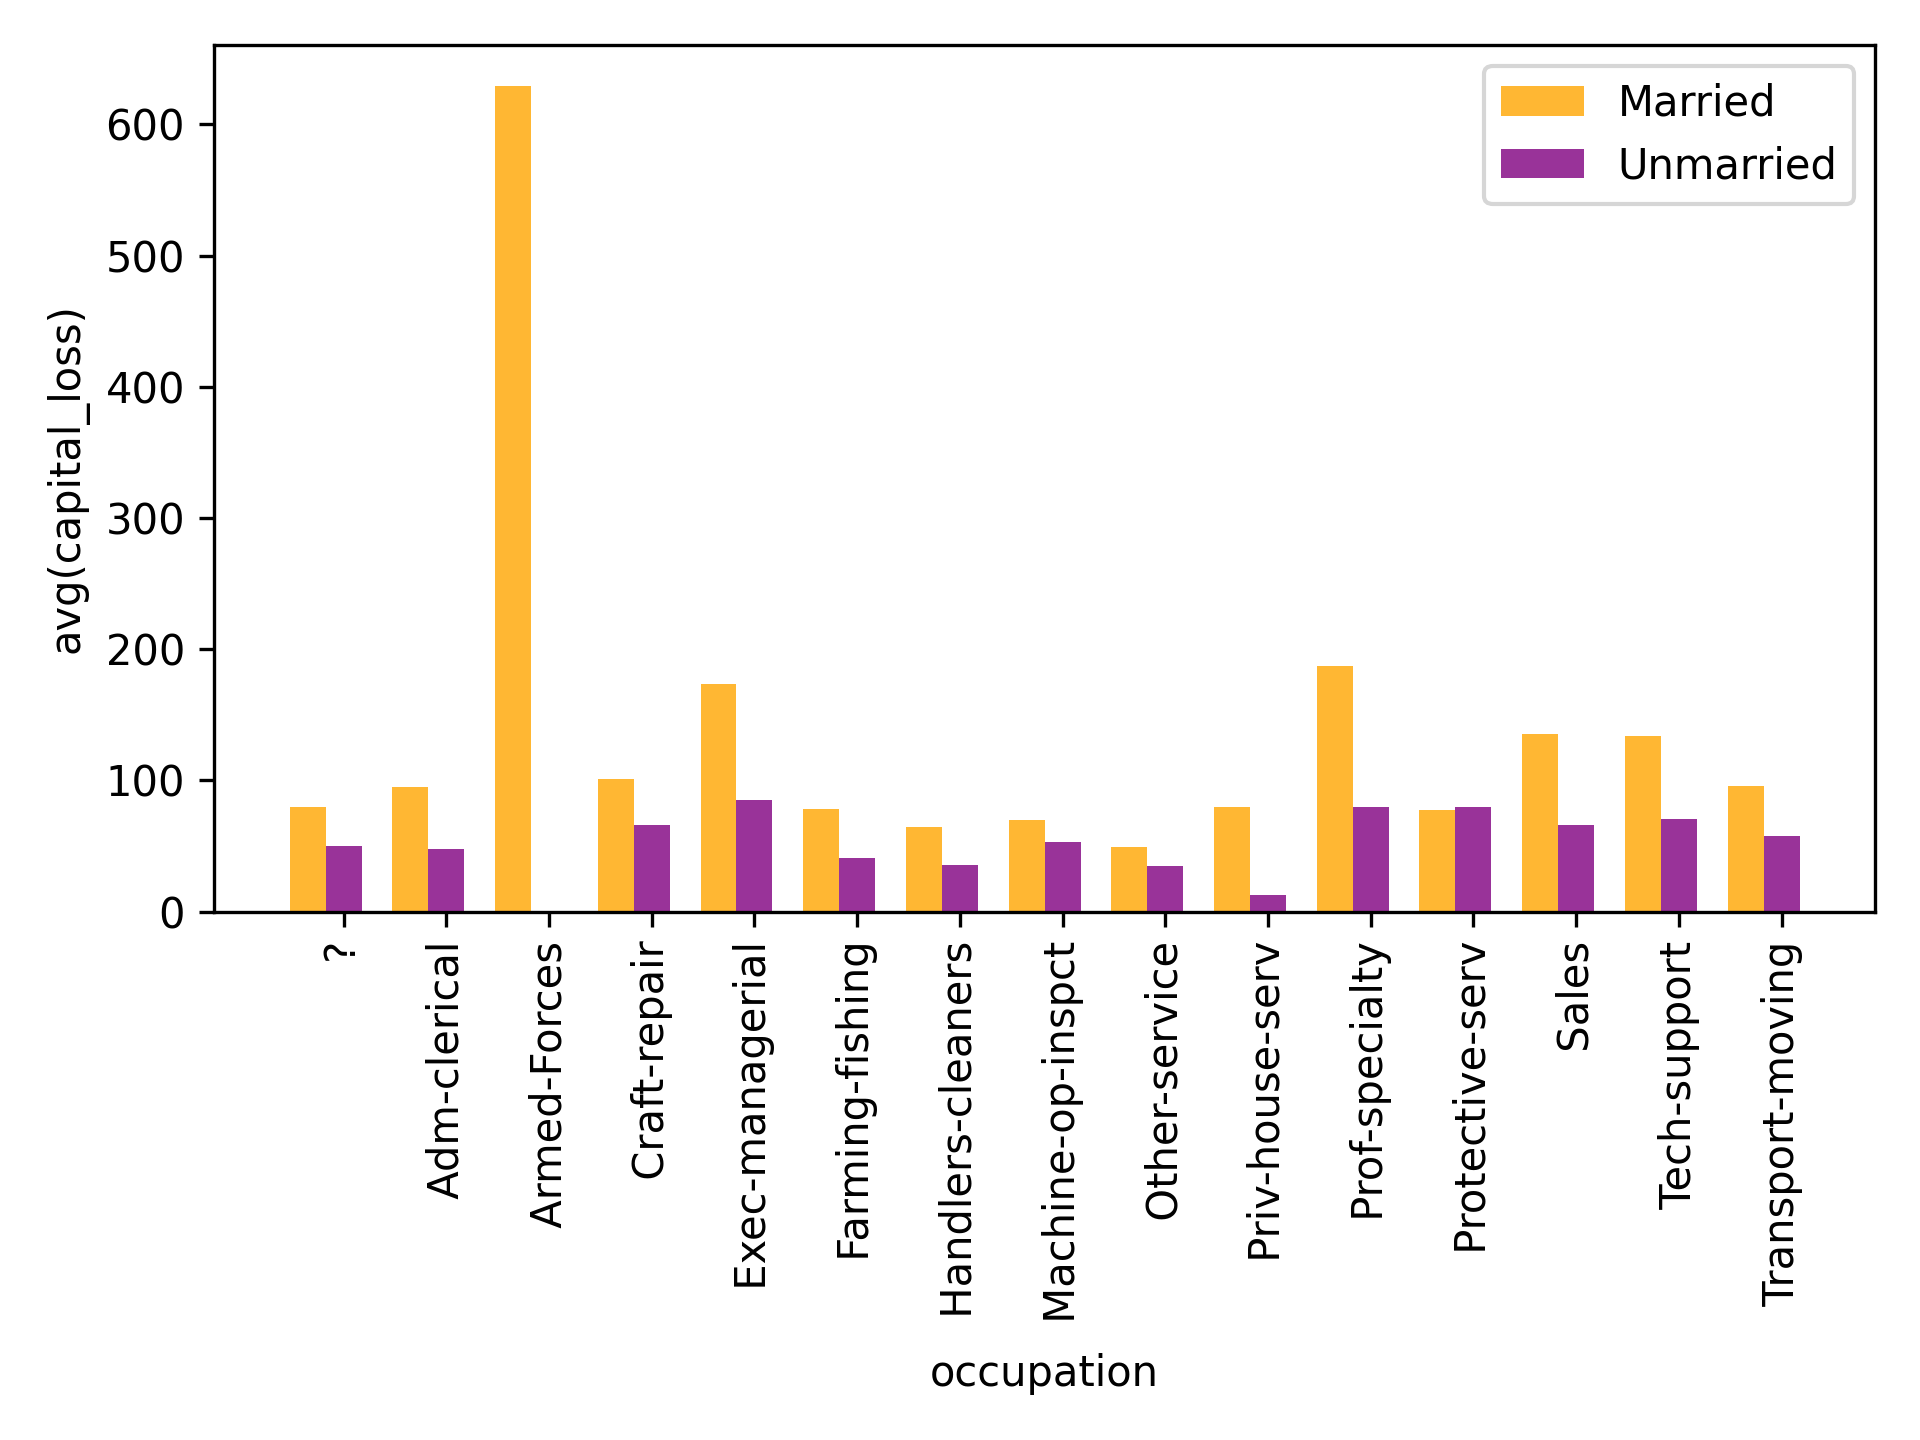 Married
Unmarried
600
500
400
300
200
100
0
avg(capital_loss)
?
Adm-clerical
Armed-Forces
Craft-repair
Exec-managerial
Farming-fishing
Handlers-cleaners
Machine-op-inspct
Other-service
Priv-house-serv
Prof-specialty
Protective-serv
Sales
Tech-support
Transport-moving
occupation